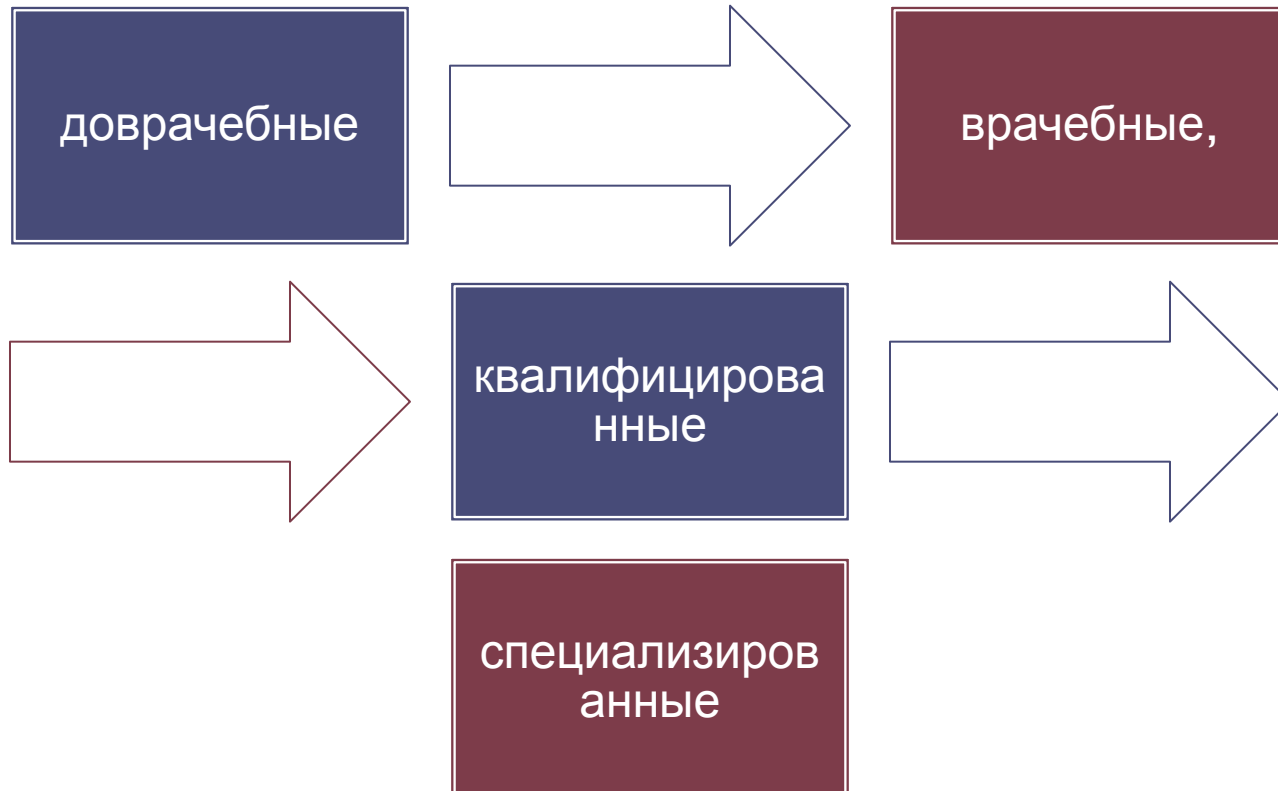 доврачебные
врачебные,
квалифицирова
нные
специализиров
анные